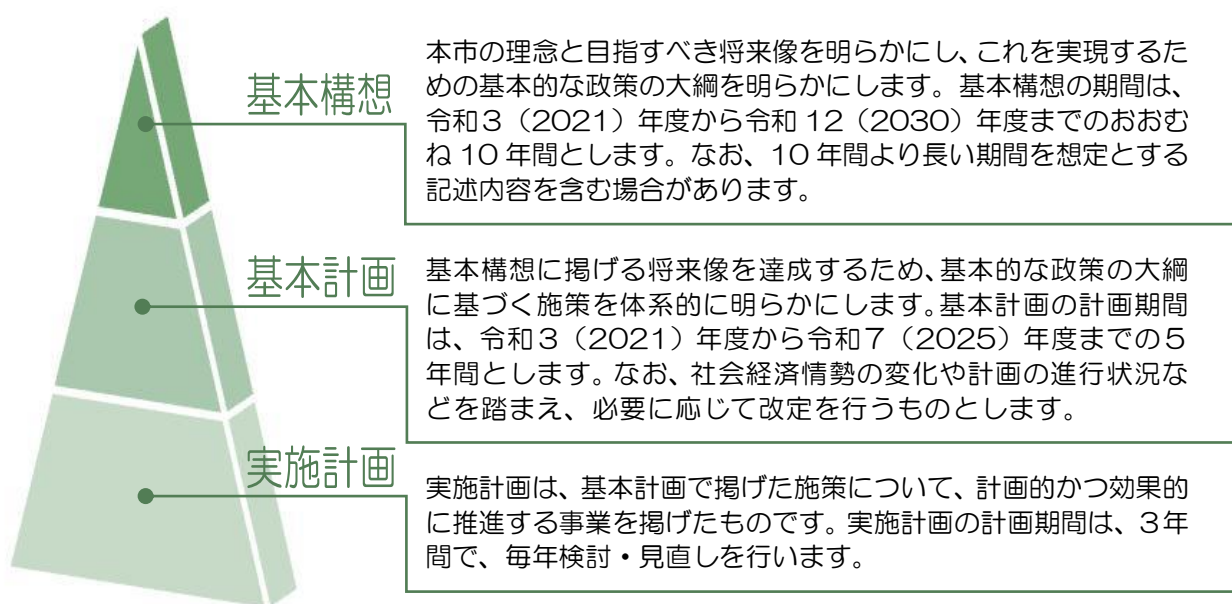 基本構想
本市の理念と目指すべき将来像を明らかにし、これを実現するた
めの基本的な政策の大綱を明らかにします。基本構想の期間は、
令和3(2021)年度から令和 12(2030)年度までのおおむ
ね 10 年間とします。なお、10 年間より長い期間を想定とする
記述内容を含む場合があります。
基本計画
基本構想に掲げる将来像を達成するため、基本的な政策の大綱
に基づく施策を体系的に明らかにします。基本計画の計画期間
は、令和3(2021)年度から令和7(2025)年度までの5
年間とします。なお、社会経済情勢の変化や計画の進行状況な
どを踏まえ、必要に応じて改定を行うものとします。
実施計画
実施計画は、基本計画で掲げた施策について、計画的かつ効果的
に推進する事業を掲げたものです。実施計画の計画期間は、3年
間で、毎年検討・見直しを行います。